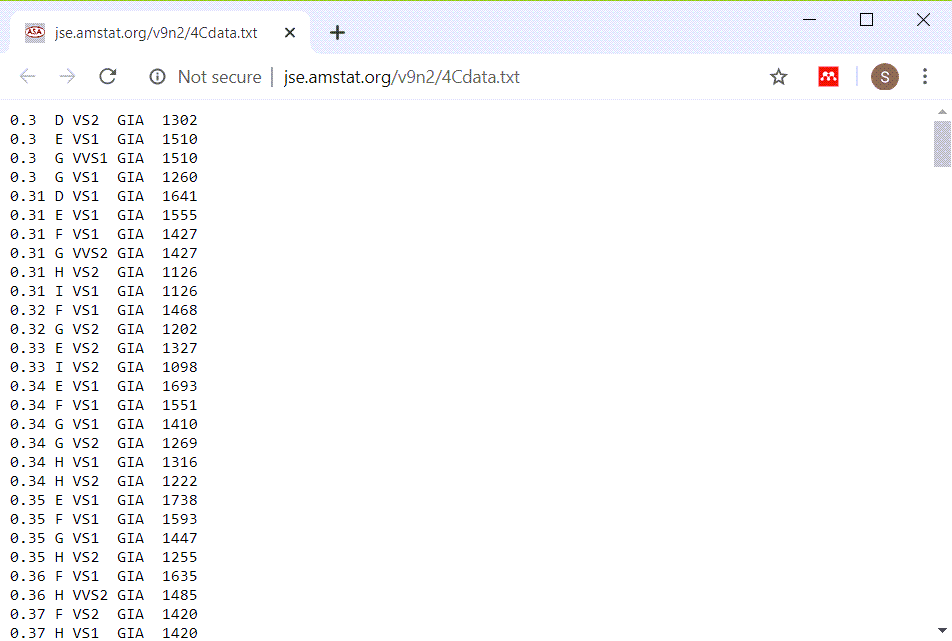 ASA jse.amstat.org/v9n2/4Cdata.txt
Not secure | jse.amstat.org/v9n2/4Cdata.txt S
0.3  D VS2  GIA  1302
0.3  E VS1  GIA  1510
0.3  G VVS1 GIA  1510
0.3  G VS1  GIA  1260
0.31 D VS1  GIA  1641
0.31 E VS1  GIA  1555
0.31 F VS1  GIA  1427
0.31 G VVS2 GIA  1427
0.31 H VS2  GIA  1126
0.31 I VS1  GIA  1126
0.32 F VS1  GIA  1468
0.32 G VS2  GIA  1202
0.33 E VS2  GIA  1327
0.33 I VS2  GIA  1098
0.34 E VS1  GIA  1693
0.34 F VS1  GIA  1551
0.34 G VS1  GIA  1410
0.34 G VS2  GIA  1269
0.34 H VS1  GIA  1316
0.34 H VS2  GIA  1222
0.35 E VS1  GIA  1738
0.35 F VS1  GIA  1593
0.35 G VS1  GIA  1447
0.35 H VS2  GIA  1255
0.36 F VS1  GIA  1635
0.36 H VVS2 GIA  1485
0.37 F VS2  GIA  1420
0.37 H VS1  GIA  1420